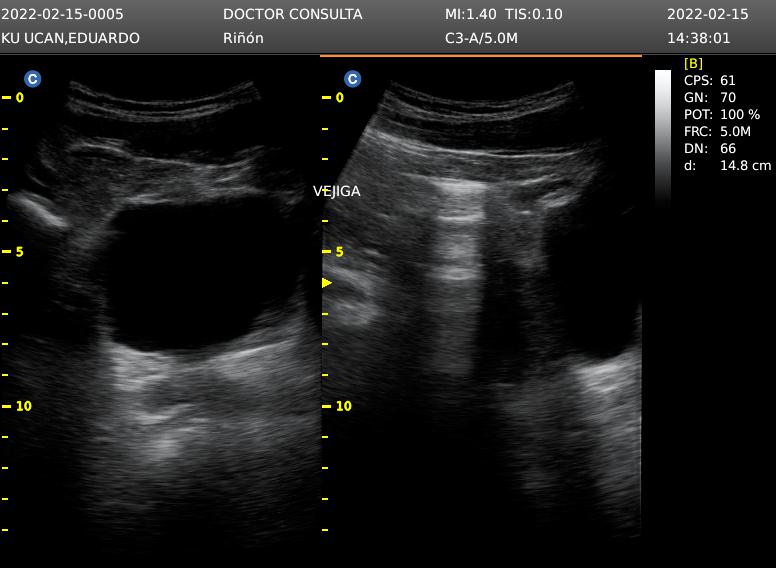 2022-02-15-0005 DOCTOR CONSULTA MI:1.40 TIS:0.10 2022-02-15
KU UCAN,EDUARDO Riñón C3-A/5.0M 14:38:01
C C [B]
0 0 CPS: 61
GN: 70
POT: 100 %
FRC: 5.0M
DN: 66
d: 14.8 cm
VEJIGA
5 5
10 10